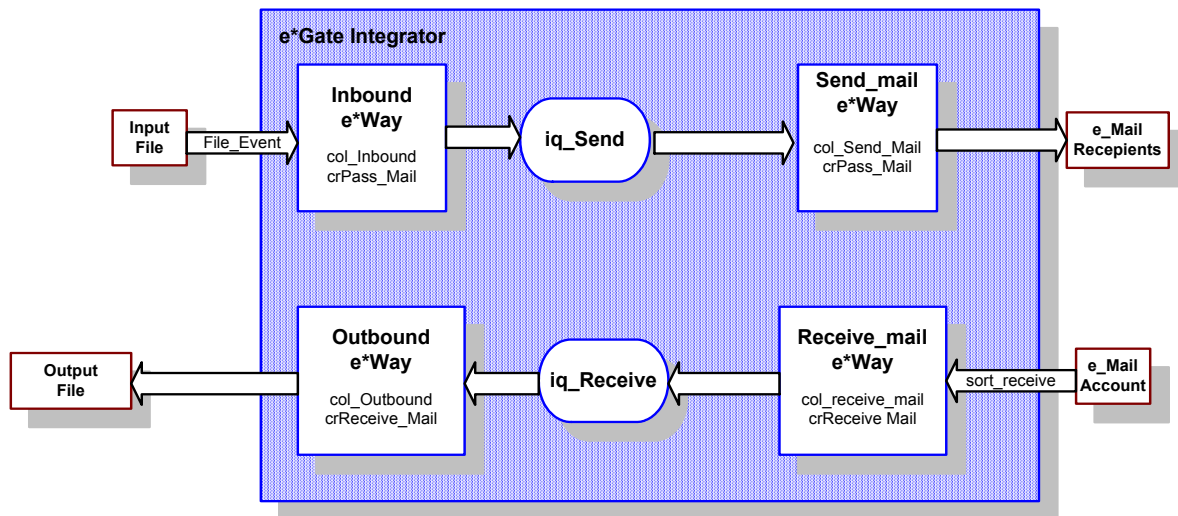 e*Gate Integrator
Input
File
File_Event
Inbound
e*Way
col_Inbound
crPass_Mail
iq_Send
Send_mail
e*Way
col_Send_Mail
crPass_Mail
e_Mail
Recepients
Output
File
Outbound
e*Way
col_Outbound
crReceive_Mail
iq_Receive
Receive_mail
e*Way
col_receive_mail
crReceive Mail
sort_receive
e_Mail
Account